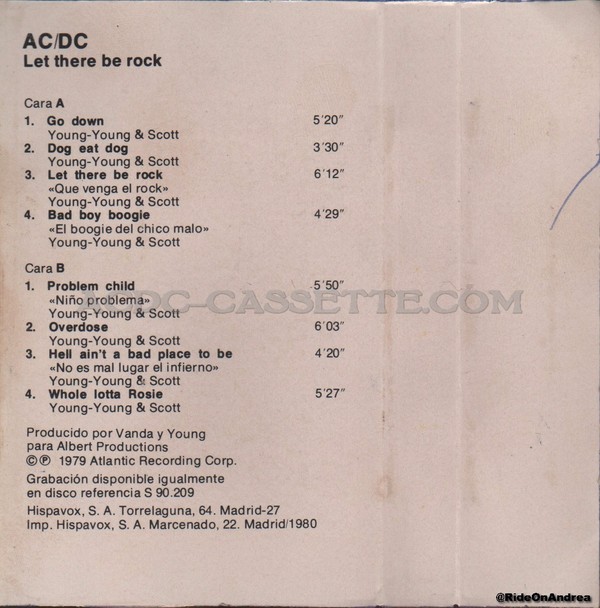 AC/DC
Let there be rock
Cara A
1. Go down 5'20"
Young-Young & Scott
2. Dog eat dog 3'30"
Young-Young & Scott
3. Let there be rock 6'12"
«Que venga el rock»
Young-Young & Scott
4. Bad boy boogie 4'29"
«El boogie del chico malo»
Young-Young & Scott
Cara B
1. Problem child 5'50"
«Niño problema»
Young-Young & Scott
2. Overdose 6'03"
Young-Young & Scott
3. Hell ain't a bad place to be 4'20"
«No es mal lugar el infierno»
Young-Young & Scott
4. Whole lotta Rosie 5'27"
Young-Young & Scott
Producido por Vanda y Young
para Albert Productions
©℗ 1979 Atlantic Recording Corp.
Grabación disponible igualmente
en disco referencia S 90.209
Hispavox, S. A. Torrelaguna, 64. Madrid-27
Imp. Hispavox, S. A. Marcenado, 22. Madrid/1980
@RideOnAndrea